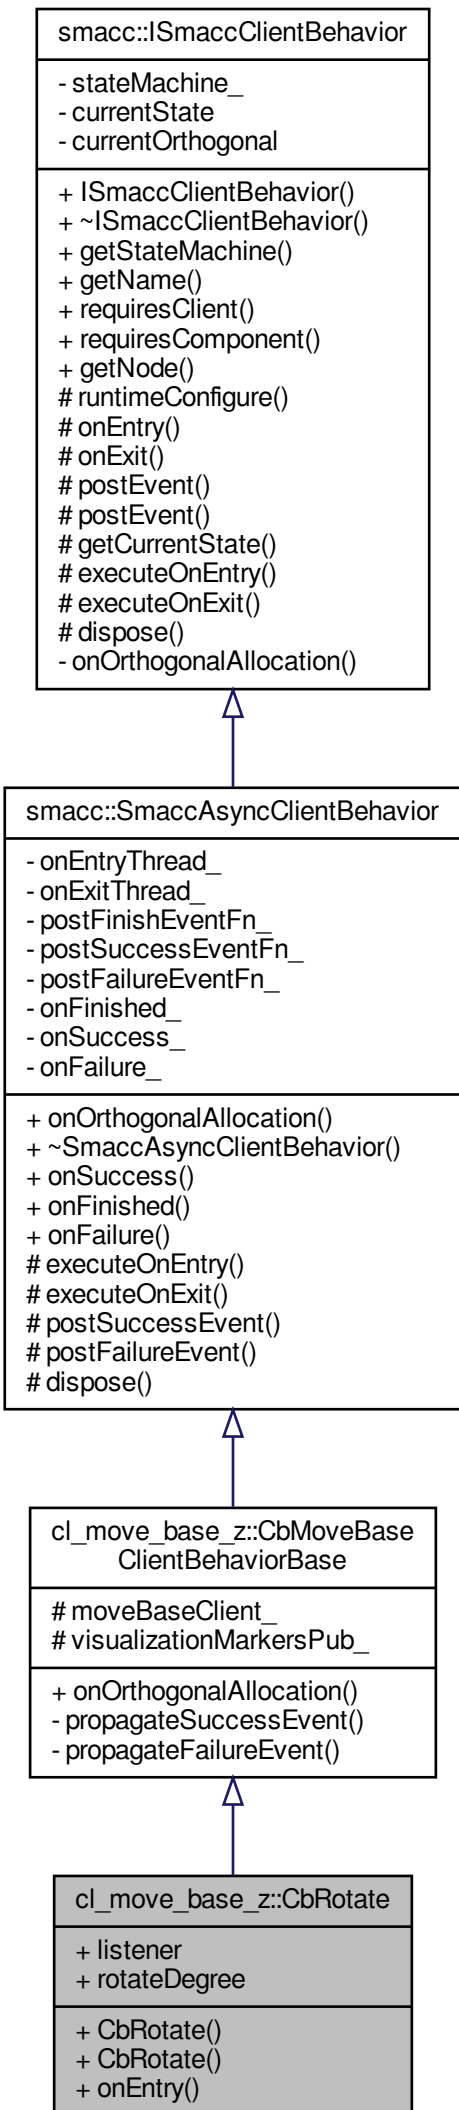 smacc::ISmaccClientBehavior
- stateMachine_
- currentState
- currentOrthogonal
+ ISmaccClientBehavior()
+ ~ISmaccClientBehavior()
+ getStateMachine()
+ getName()
+ requiresClient()
+ requiresComponent()
+ getNode()
# runtimeConfigure()
# onEntry()
# onExit()
# postEvent()
# postEvent()
# getCurrentState()
# executeOnEntry()
# executeOnExit()
# dispose()
- onOrthogonalAllocation()
smacc::SmaccAsyncClientBehavior
- onEntryThread_
- onExitThread_
- postFinishEventFn_
- postSuccessEventFn_
- postFailureEventFn_
- onFinished_
- onSuccess_
- onFailure_
+ onOrthogonalAllocation()
+ ~SmaccAsyncClientBehavior()
+ onSuccess()
+ onFinished()
+ onFailure()
# executeOnEntry()
# executeOnExit()
# postSuccessEvent()
# postFailureEvent()
# dispose()
cl_move_base_z::CbMoveBase
ClientBehaviorBase
# moveBaseClient_
# visualizationMarkersPub_
+ onOrthogonalAllocation()
- propagateSuccessEvent()
- propagateFailureEvent()
cl_move_base_z::CbRotate
+ listener
+ rotateDegree
+ CbRotate()
+ CbRotate()
+ onEntry()